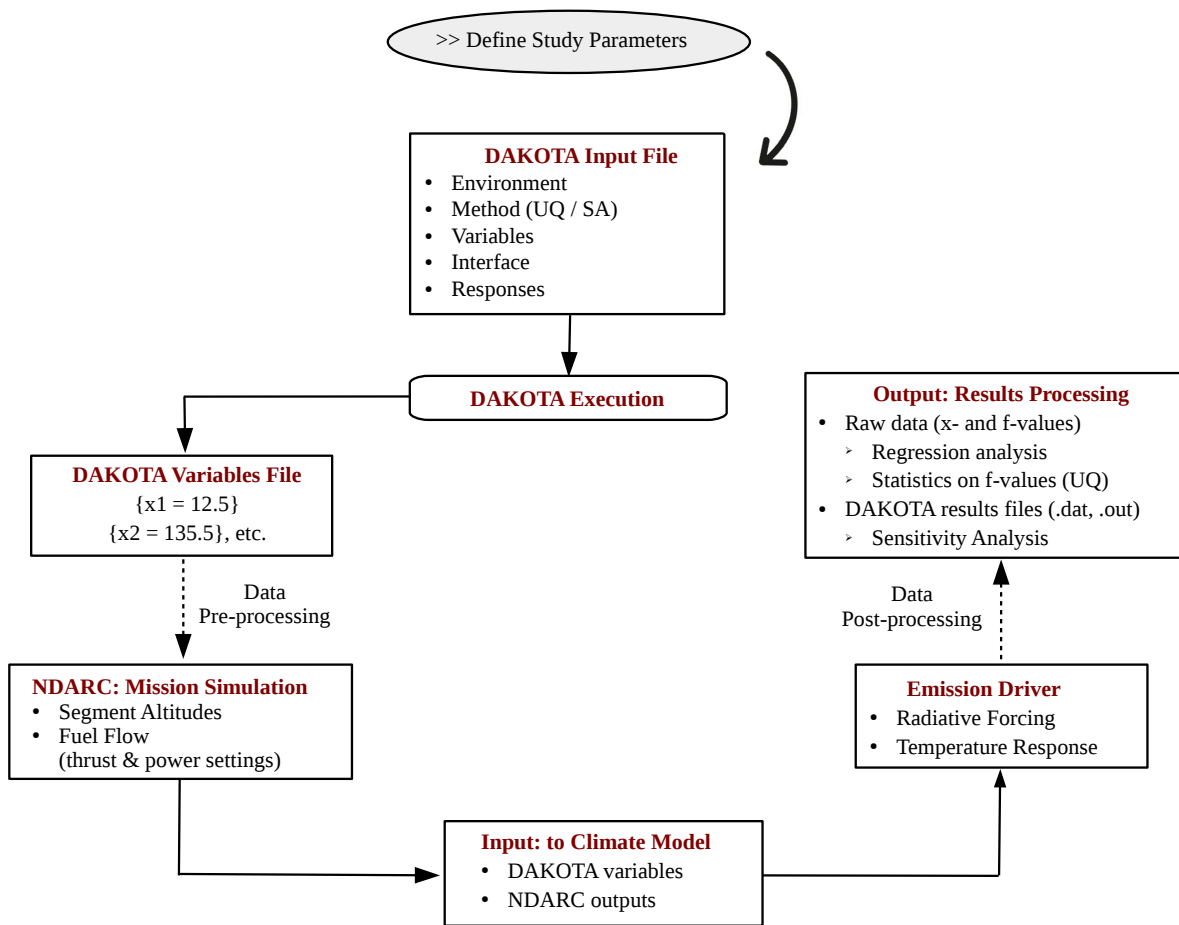 >> Define Study Parameters
DAKOTA Input File
• Environment
• Method (UQ / SA)
• Variables
• Interface
• Responses
DAKOTA Execution
DAKOTA Variables File
{x1 = 12.5}
{x2 = 135.5}, etc.
Data
Pre-processing
NDARC: Mission Simulation
• Segment Altitudes
• Fuel Flow
(thrust & power settings)
Input: to Climate Model
• DAKOTA variables
• NDARC outputs
Emission Driver
• Radiative Forcing
• Temperature Response
Data
Post-processing
Output: Results Processing
• Raw data (x- and f-values)
➢ Regression analysis
➢ Statistics on f-values (UQ)
• DAKOTA results files (.dat, .out)
➢ Sensitivity Analysis